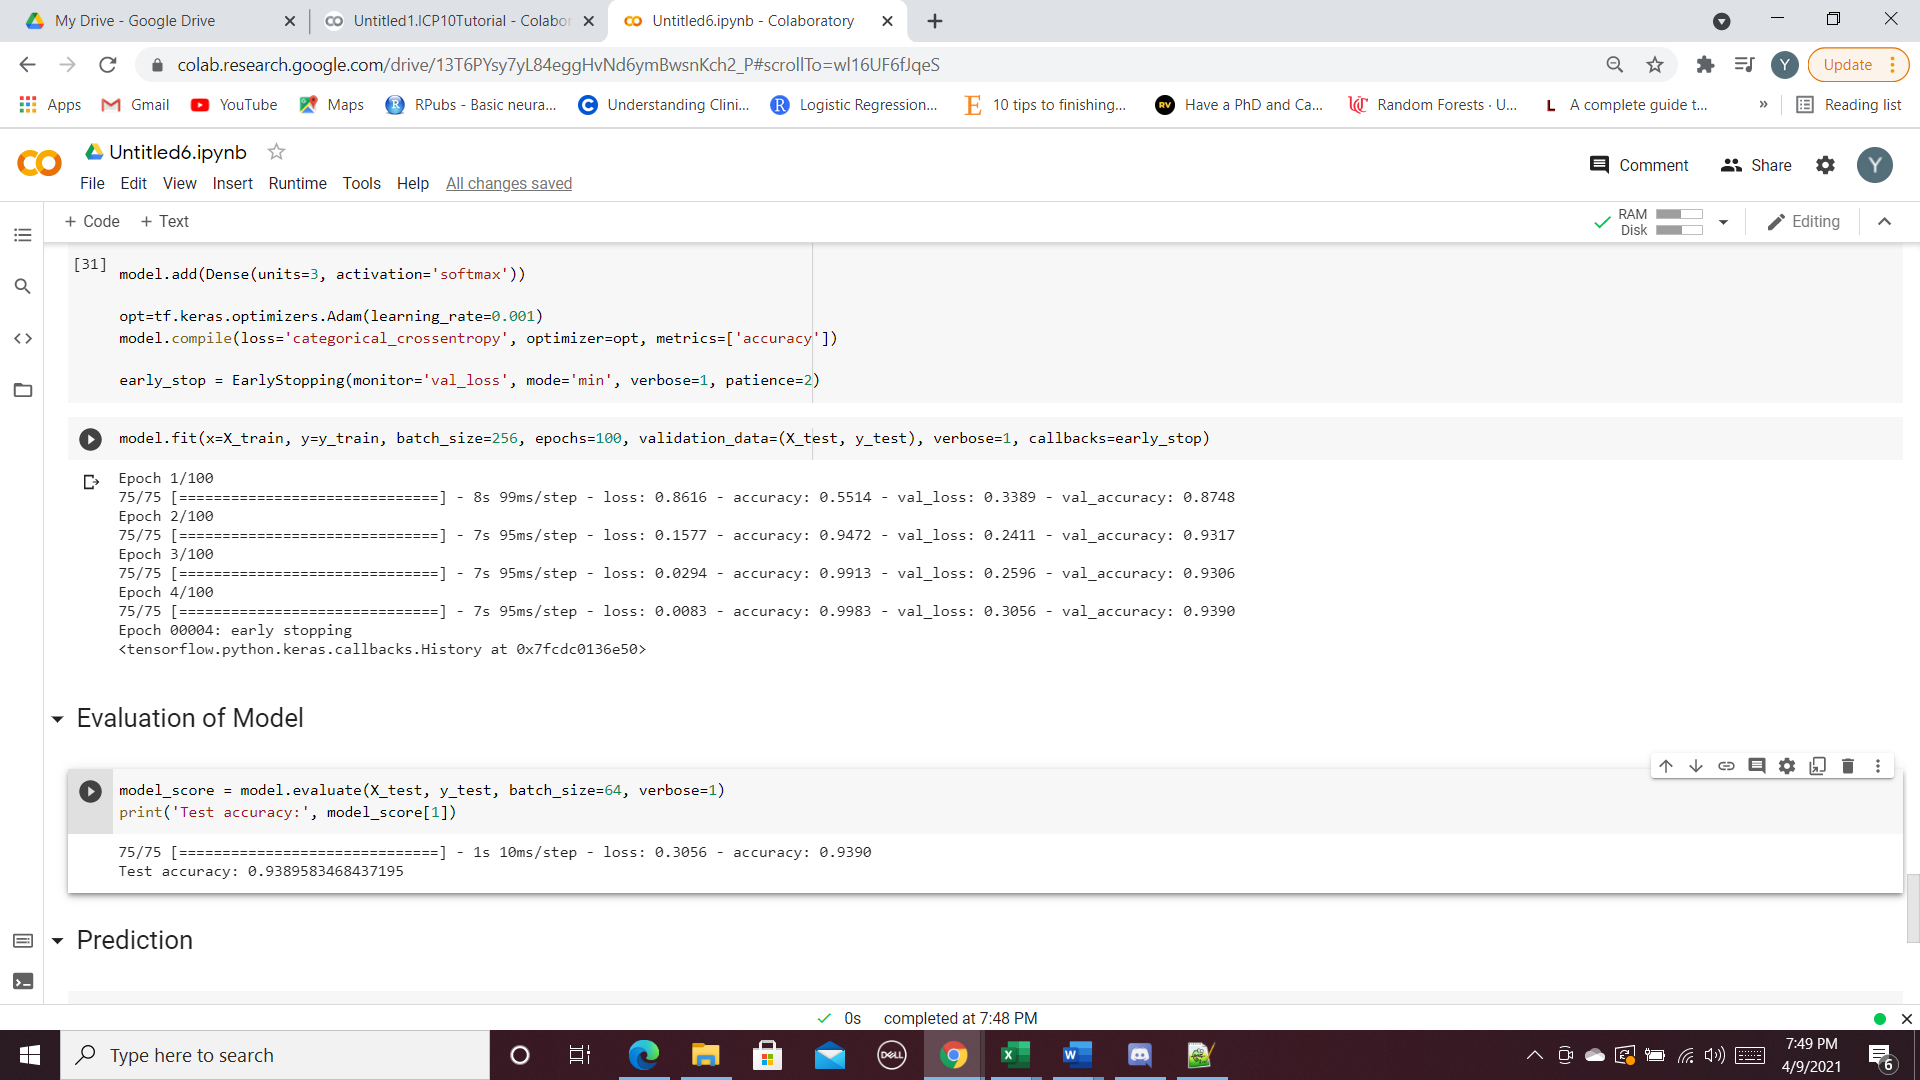 My Drive - Google Drive
Untitled1.ICP10Tutorial - Colabor
Untitled6.ipynb - Colaboratory
colab.research.google.com/drive/13T6PYsy7yL84eggHvNd6ymBwsnKch2_P#scrollTo=wl16UF6fJqeS
Y
Update
Apps
Gmail
YouTube
Maps
R RPubs - Basic neura...
C Understanding Clini...
R Logistic Regression...
E 10 tips to finishing...
RV Have a PhD and Ca...
UC Random Forests · U...
L A complete guide t...
»
Reading list
CO
Untitled6.ipynb
Comment
Share
Y
File Edit View Insert Runtime Tools Help All changes saved
+ Code + Text
RAM
Disk
Editing
[31]
model.add(Dense(units=3, activation='softmax'))
opt=tf.keras.optimizers.Adam(learning_rate=0.001)
model.compile(loss='categorical_crossentropy', optimizer=opt, metrics=['accuracy'])
early_stop = EarlyStopping(monitor='val_loss', mode='min', verbose=1, patience=2)
model.fit(x=X_train, y=y_train, batch_size=256, epochs=100, validation_data=(X_test, y_test), verbose=1, callbacks=early_stop)
Epoch 1/100
75/75 [==============================] - 8s 99ms/step - loss: 0.8616 - accuracy: 0.5514 - val_loss: 0.3389 - val_accuracy: 0.8748
Epoch 2/100
75/75 [==============================] - 7s 95ms/step - loss: 0.1577 - accuracy: 0.9472 - val_loss: 0.2411 - val_accuracy: 0.9317
Epoch 3/100
75/75 [==============================] - 7s 95ms/step - loss: 0.0294 - accuracy: 0.9913 - val_loss: 0.2596 - val_accuracy: 0.9306
Epoch 4/100
75/75 [==============================] - 7s 95ms/step - loss: 0.0083 - accuracy: 0.9983 - val_loss: 0.3056 - val_accuracy: 0.9390
Epoch 00004: early stopping
<tensorflow.python.keras.callbacks.History at 0x7fcdc0136e50>
Evaluation of Model
model_score = model.evaluate(X_test, y_test, batch_size=64, verbose=1)
print('Test accuracy:', model_score[1])
75/75 [==============================] - 1s 10ms/step - loss: 0.3056 - accuracy: 0.9390
Test accuracy: 0.9389583468437195
Prediction
0s completed at 7:48 PM
Type here to search
DELL
7:49 PM
4/9/2021
6